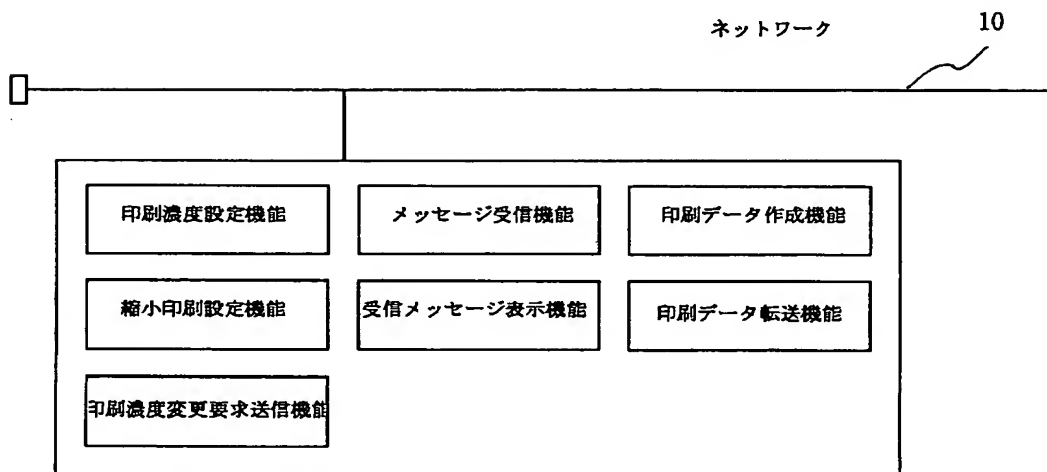 ネットワーク
10
印刷濃度設定機能
メッセージ受信機能
印刷データ作成機能
縮小印刷設定機能
受信メッセージ表示機能
印刷データ転送機能
印刷濃度変更要求送信機能